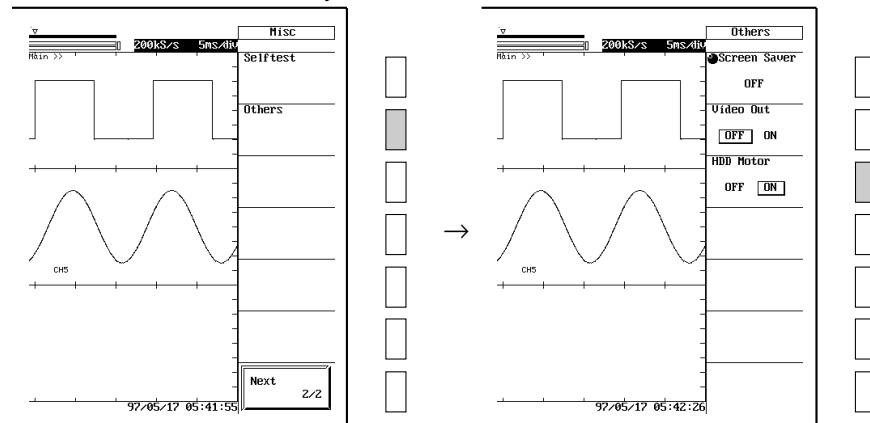 Misc
200kS/s 5ms/div
Main >>
Selftest
Others
CH5
Next
2/2
97/05/17 05:41:55
→
Others
200kS/s 5ms/div
Main >>
Screen Saver
OFF
Video Out
OFF ON
HDD Motor
OFF ON
CH5
97/05/17 05:42:26